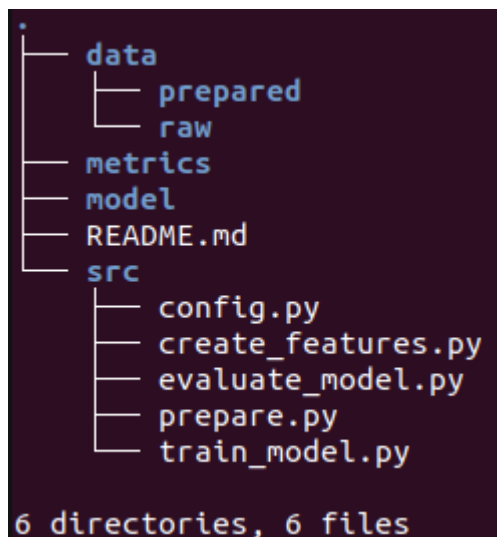 .
├── data
│   ├── prepared
│   └── raw
├── metrics
├── model
├── README.md
└── src
    ├── config.py
    ├── create_features.py
    ├── evaluate_model.py
    ├── prepare.py
    └── train_model.py

6 directories, 6 files